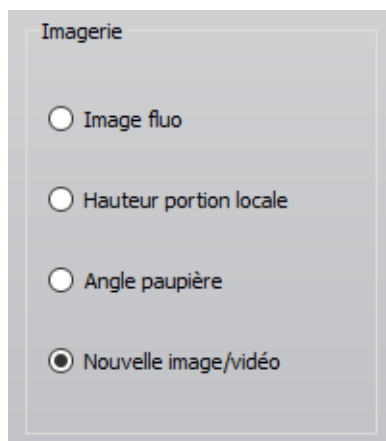 Imagerie
Image fluo
Hauteur portion locale
Angle paupière
Nouvelle image/vidéo